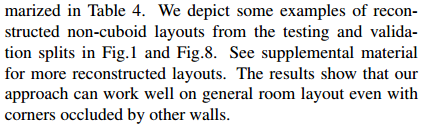 marized in Table 4. We depict some examples of recon-
structed non-cuboid layouts from the testing and valida-
tion splits in Fig.1 and Fig.8. See supplemental material
for more reconstructed layouts. The results show that our
approach can work well on general room layout even with
corners occluded by other walls.